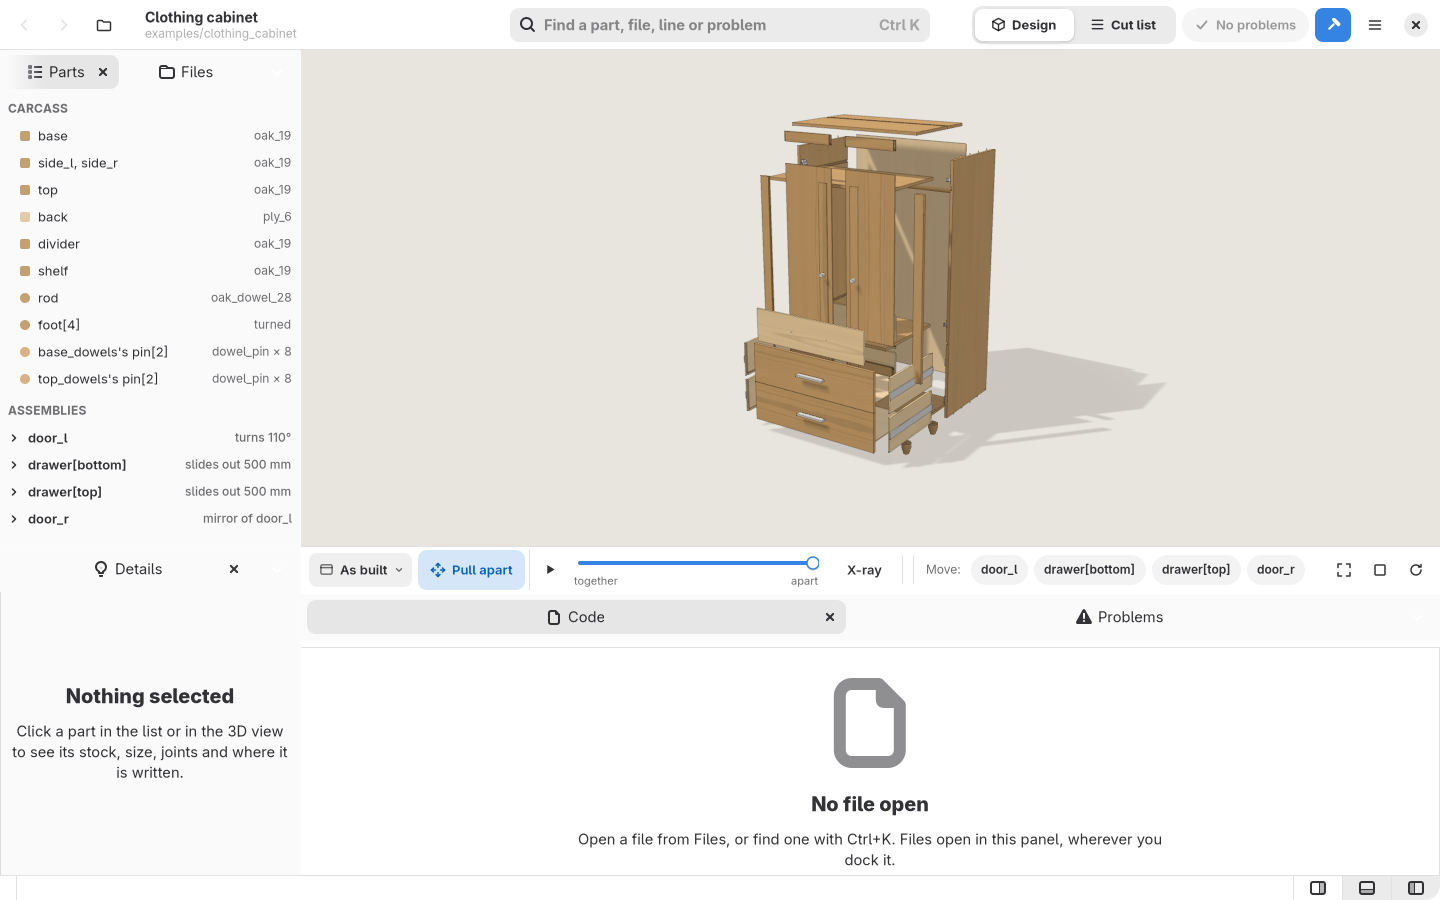 Clothing cabinet
examples/clothing_cabinet
Find a part, file, line or problem
Ctrl K
Design
Cut list
No problems
Parts
Files
CARCASS
base oak_19
side_l, side_r oak_19
top oak_19
back ply_6
divider oak_19
shelf oak_19
rod oak_dowel_28
foot[4] turned
base_dowels's pin[2] dowel_pin × 8
top_dowels's pin[2] dowel_pin × 8
ASSEMBLIES
door_l turns 110°
drawer[bottom] slides out 500 mm
drawer[top] slides out 500 mm
door_r mirror of door_l
Details
Nothing selected
Click a part in the list or in the 3D view
to see its stock, size, joints and where it
is written.
As built
Pull apart
together
apart
X-ray
Move:
door_l
drawer[bottom]
drawer[top]
door_r
Code
Problems
No file open
Open a file from Files, or find one with Ctrl+K. Files open in this panel, wherever you
dock it.